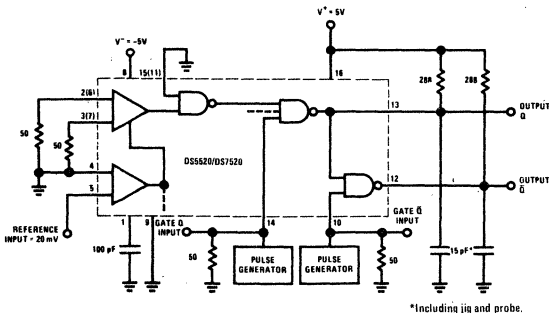 V⁺ = 5V
V⁻ = -5V
8
15(11)
16
2(6)
3(7)
288
288
13
OUTPUT
Q
50
50
DS5520/DS7520
4
5
12
OUTPUT
Q̄
REFERENCE
INPUT = 20 mV
1
9
GATE Q
INPUT
14
10
GATE Q̄
INPUT
100 pF
50
PULSE
GENERATOR
PULSE
GENERATOR
50
15 pF*
*Including jig and probe.